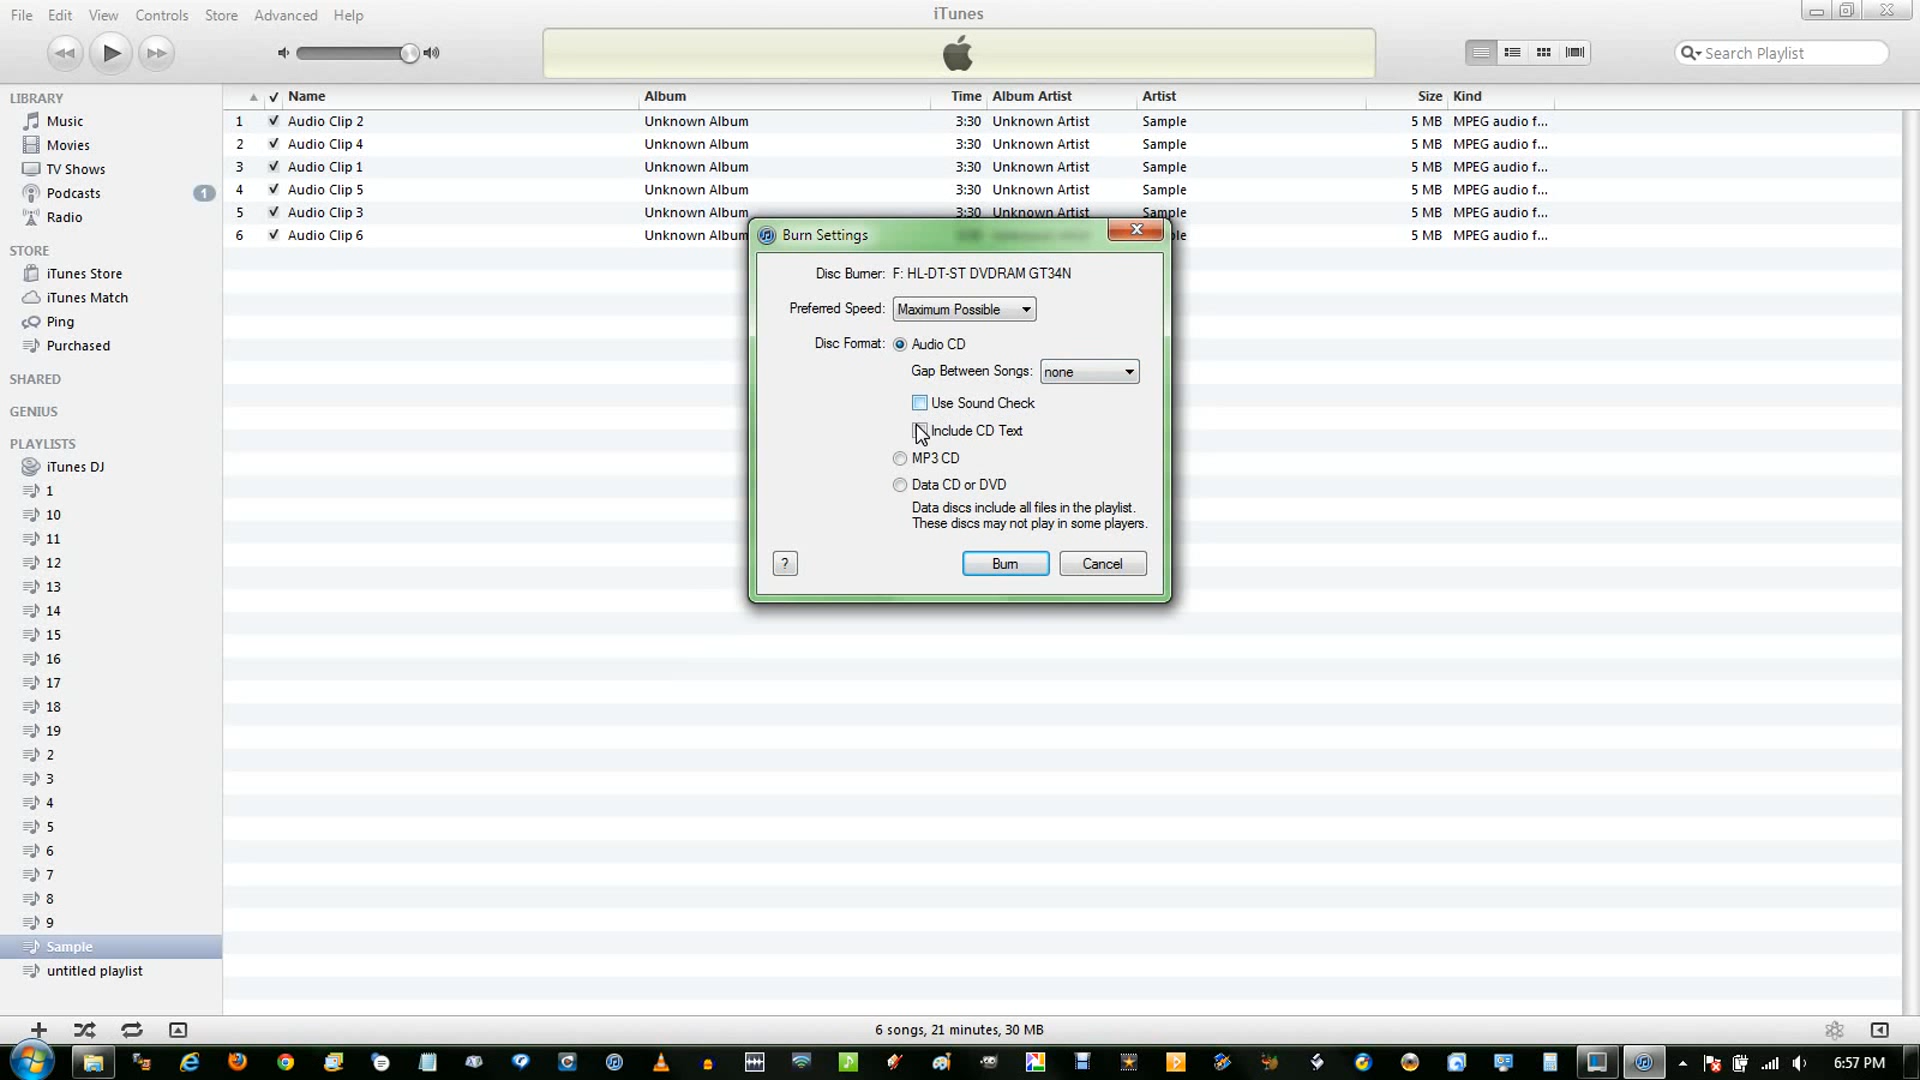 File Edit View Controls Store Advanced Help
iTunes
Search Playlist
LIBRARY
Music
Movies
TV Shows
Podcasts 1
Radio
STORE
iTunes Store
iTunes Match
Ping
Purchased
SHARED
GENIUS
PLAYLISTS
iTunes DJ
1
10
11
12
13
14
15
16
17
18
19
2
3
4
5
6
7
8
9
Sample
untitled playlist
Name Album Time Album Artist Artist Size Kind
1 Audio Clip 2 Unknown Album 3:30 Unknown Artist Sample 5 MB MPEG audio f...
2 Audio Clip 4 Unknown Album 3:30 Unknown Artist Sample 5 MB MPEG audio f...
3 Audio Clip 1 Unknown Album 3:30 Unknown Artist Sample 5 MB MPEG audio f...
4 Audio Clip 5 Unknown Album 3:30 Unknown Artist Sample 5 MB MPEG audio f...
5 Audio Clip 3 Unknown Album 3:30 Unknown Artist Sample 5 MB MPEG audio f...
6 Audio Clip 6 Unknown Album ple 5 MB MPEG audio f...
Burn Settings
Disc Burner: F: HL-DT-ST DVDRAM GT34N
Preferred Speed: Maximum Possible
Disc Format: Audio CD
Gap Between Songs: none
Use Sound Check
Include CD Text
MP3 CD
Data CD or DVD
Data discs include all files in the playlist.
These discs may not play in some players.
? Burn Cancel
6 songs, 21 minutes, 30 MB
6:57 PM